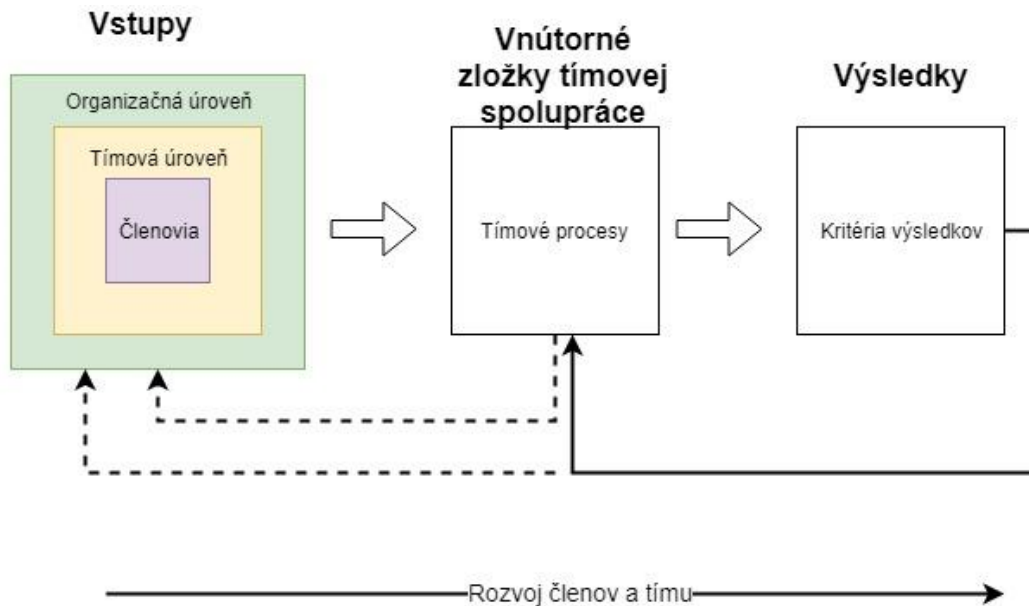 Vstupy
Organizačná úroveň
Tímová úroveň
Členovia
Vnútorné
zložky tímovej
spolupráce
Tímové procesy
Výsledky
Kritéria výsledkov
Rozvoj členov a tímu